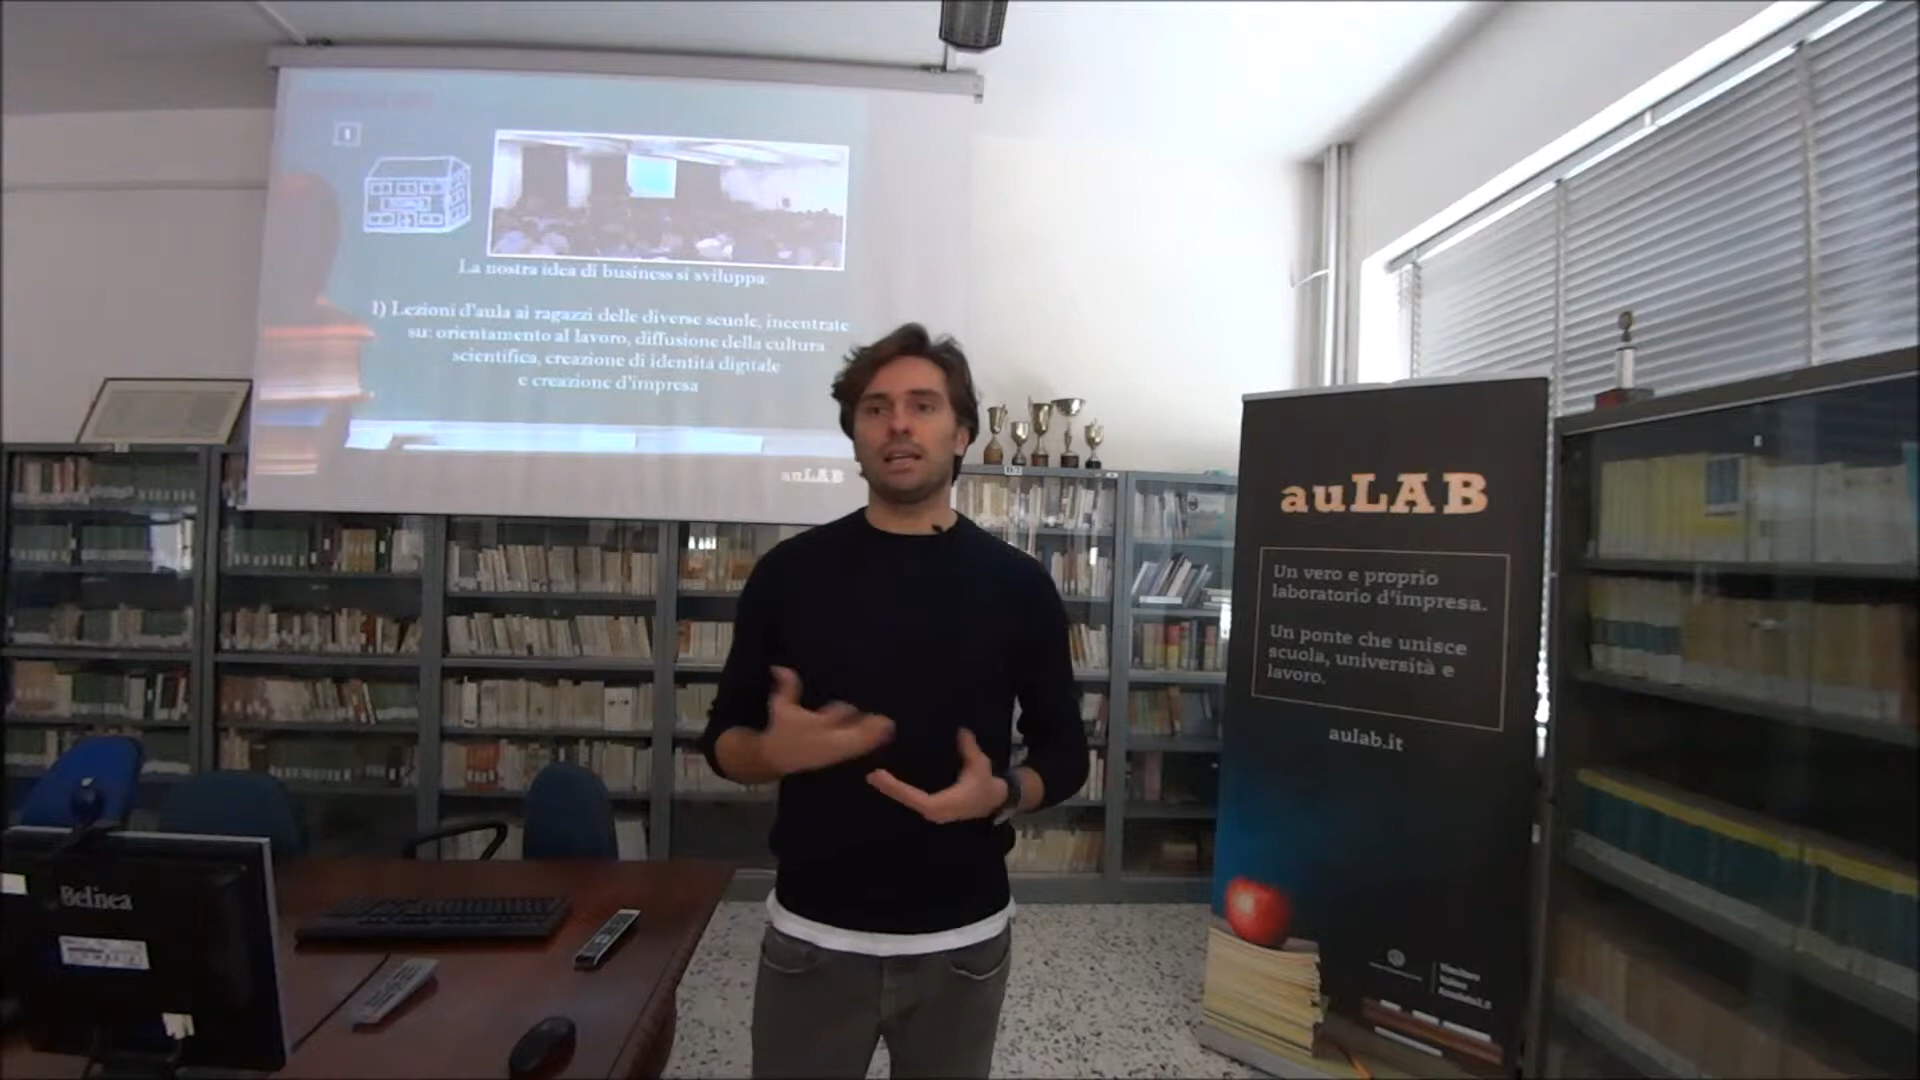 1
La nostra idea di business si sviluppa:
1) Lezioni d'aula ai ragazzi delle diverse scuole, incentrate
su: orientamento al lavoro, diffusione della cultura
scientifica, creazione di identità digitale
e creazione d'impresa
auLAB
auLAB
Un vero e proprio
laboratorio d'impresa.
Un ponte che unisce
scuola, università e
lavoro.
aulab.it
Belinea